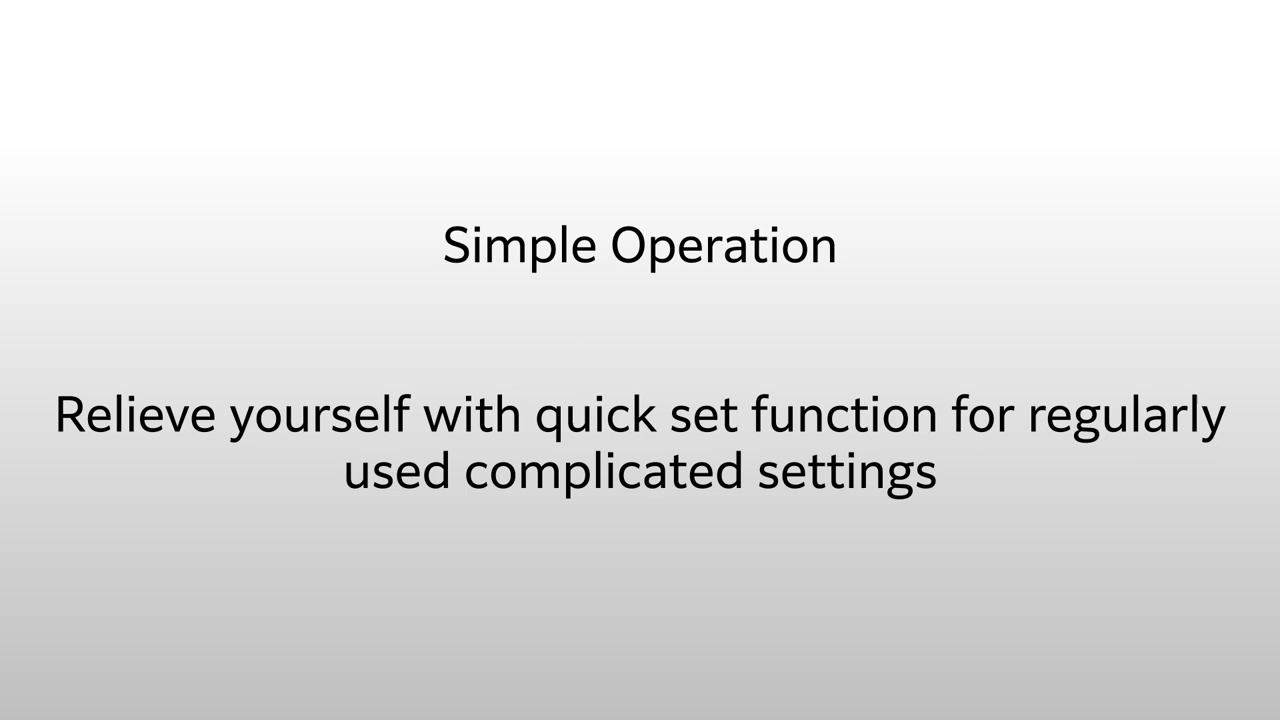 Simple Operation
Relieve yourself with quick set function for regularly
used complicated settings